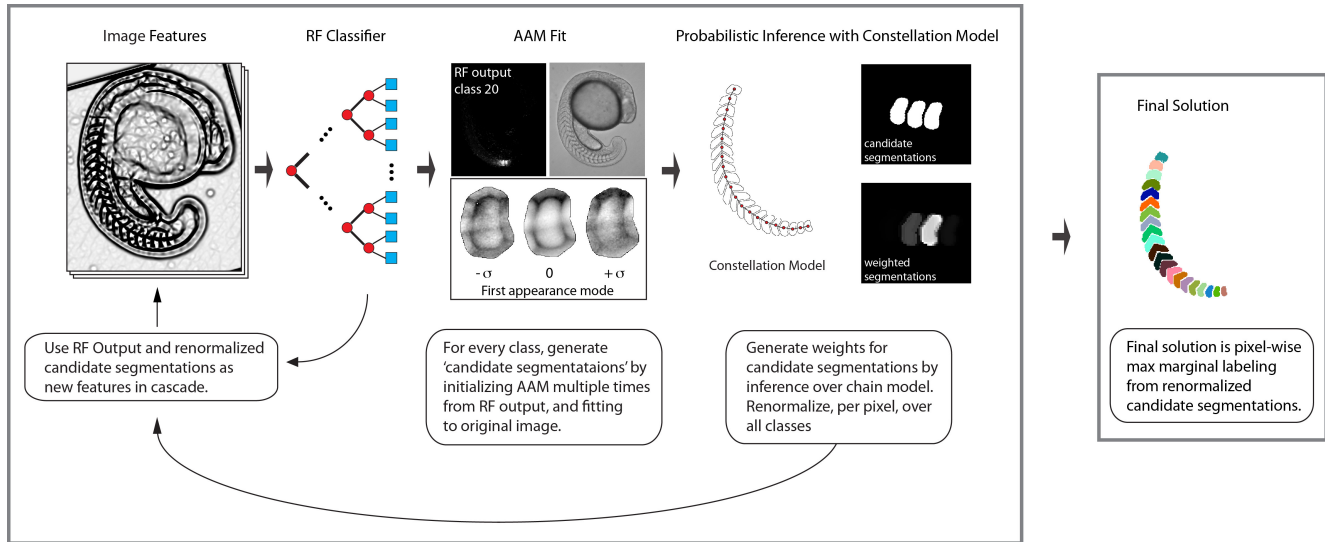 Image Features
RF Classifier
AAM Fit
Probabilistic Inference with Constellation Model
RF output
class 20
- σ
0
+ σ
First appearance mode
Constellation Model
candidate
segmentations
weighted
segmentations
Use RF Output and renormalized
candidate segmentations as
new features in cascade.
For every class, generate
'candidate segmentataions' by
initializing AAM multiple times
from RF output, and fitting
to original image.
Generate weights for
candidate segmentations by
inference over chain model.
Renormalize, per pixel, over
all classes
Final Solution
Final solution is pixel-wise
max marginal labeling
from renormalized
candidate segmentations.